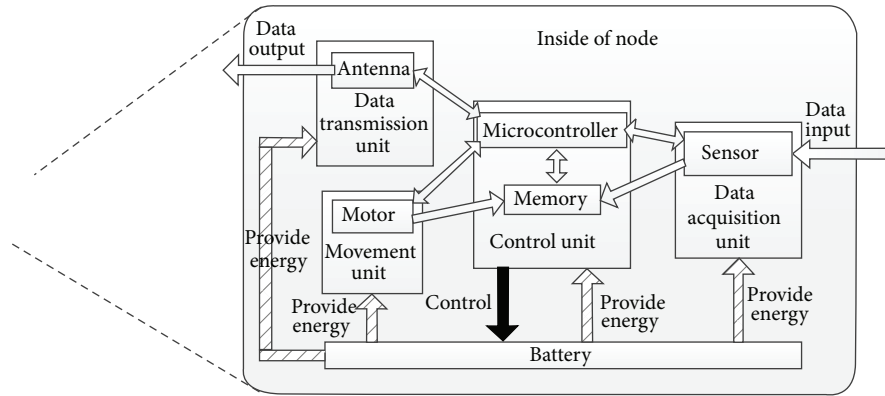 Inside of node
Data
output
Antenna
Data
transmission
unit
Microcontroller
Memory
Control unit
Data
input
Sensor
Data
acquisition
unit
Motor
Movement
unit
Provide
energy
Provide
energy
Control
Provide
energy
Provide
energy
Battery